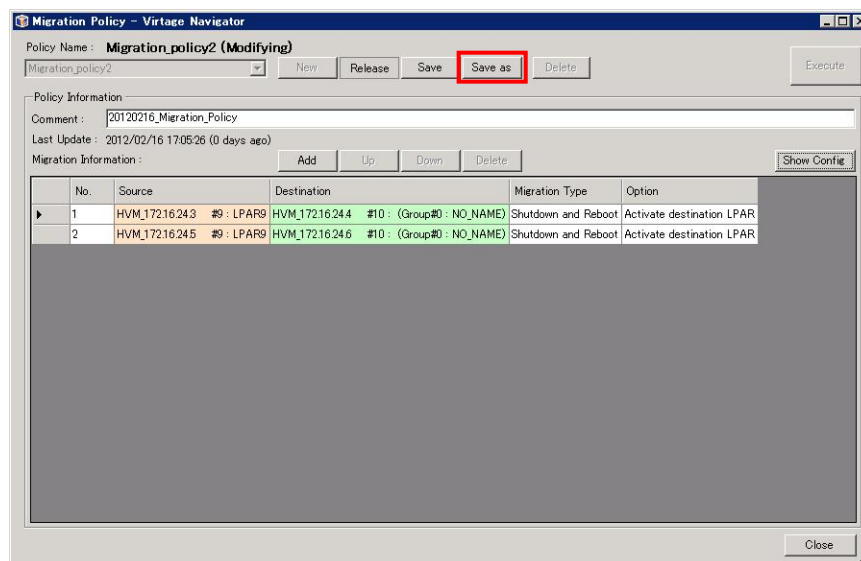 Migration Policy - Virtage Navigator
Policy Name : Migration_policy2 (Modifying)
Migration_policy2 New Release Save Save as Delete Execute
Policy Information
Comment : 20120216_Migration_Policy
Last Update : 2012/02/16 17:05:26 (0 days ago)
Migration Information : Add Up Down Delete Show Config
No. Source Destination Migration Type Option
1 HVM_172.16.24.3 #9 : LPAR9 HVM_172.16.24.4 #10 : (Group#0 : NO_NAME) Shutdown and Reboot Activate destination LPAR
2 HVM_172.16.24.5 #9 : LPAR9 HVM_172.16.24.6 #10 : (Group#0 : NO_NAME) Shutdown and Reboot Activate destination LPAR
Close